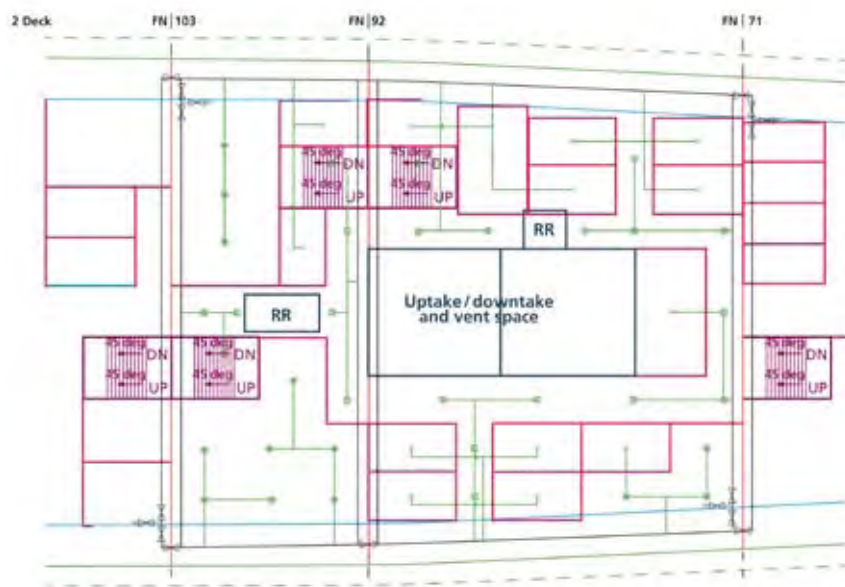 2 Deck FN 103 FN 92 FN 71
45 deg DN 45 deg DN
45 deg UP 45 deg UP
RR
Uptake/downtake
and vent space
RR
45 deg DN 45 deg DN 45 deg DN
45 deg UP 45 deg UP 45 deg UP